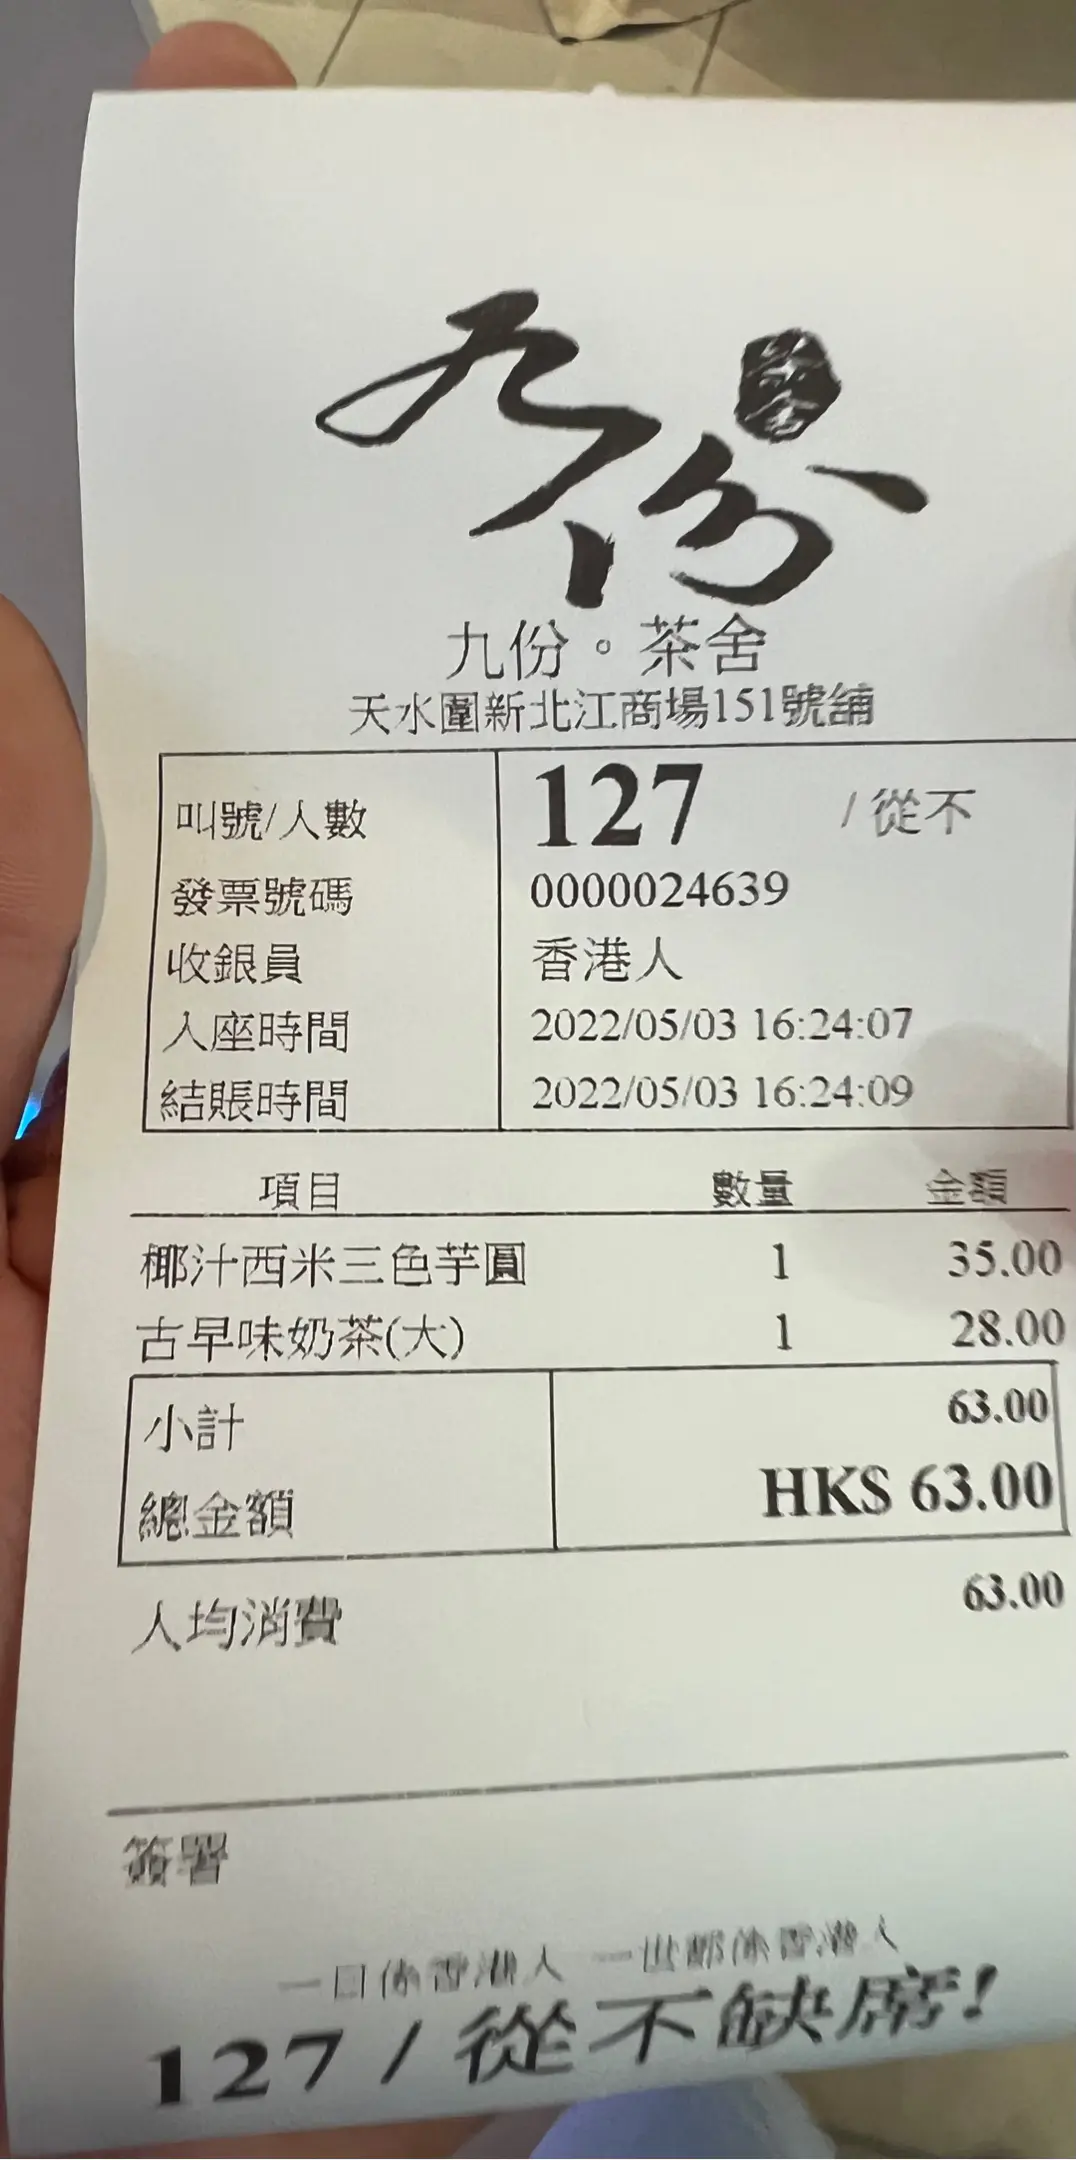 九份
茶舍
九份。茶舍
天水圍新北江商場151號舖
叫號/人數 127 / 從不
發票號碼 0000024639
收銀員 香港人
入座時間 2022/05/03 16:24:07
結賬時間 2022/05/03 16:24:09
項目 數量 金額
椰汁西米三色芋圓 1 35.00
古早味奶茶(大) 1 28.00
小計 63.00
總金額 HK$ 63.00
人均消費 63.00
簽署
一日係香港人 一世都係香港人
127 / 從不缺席!